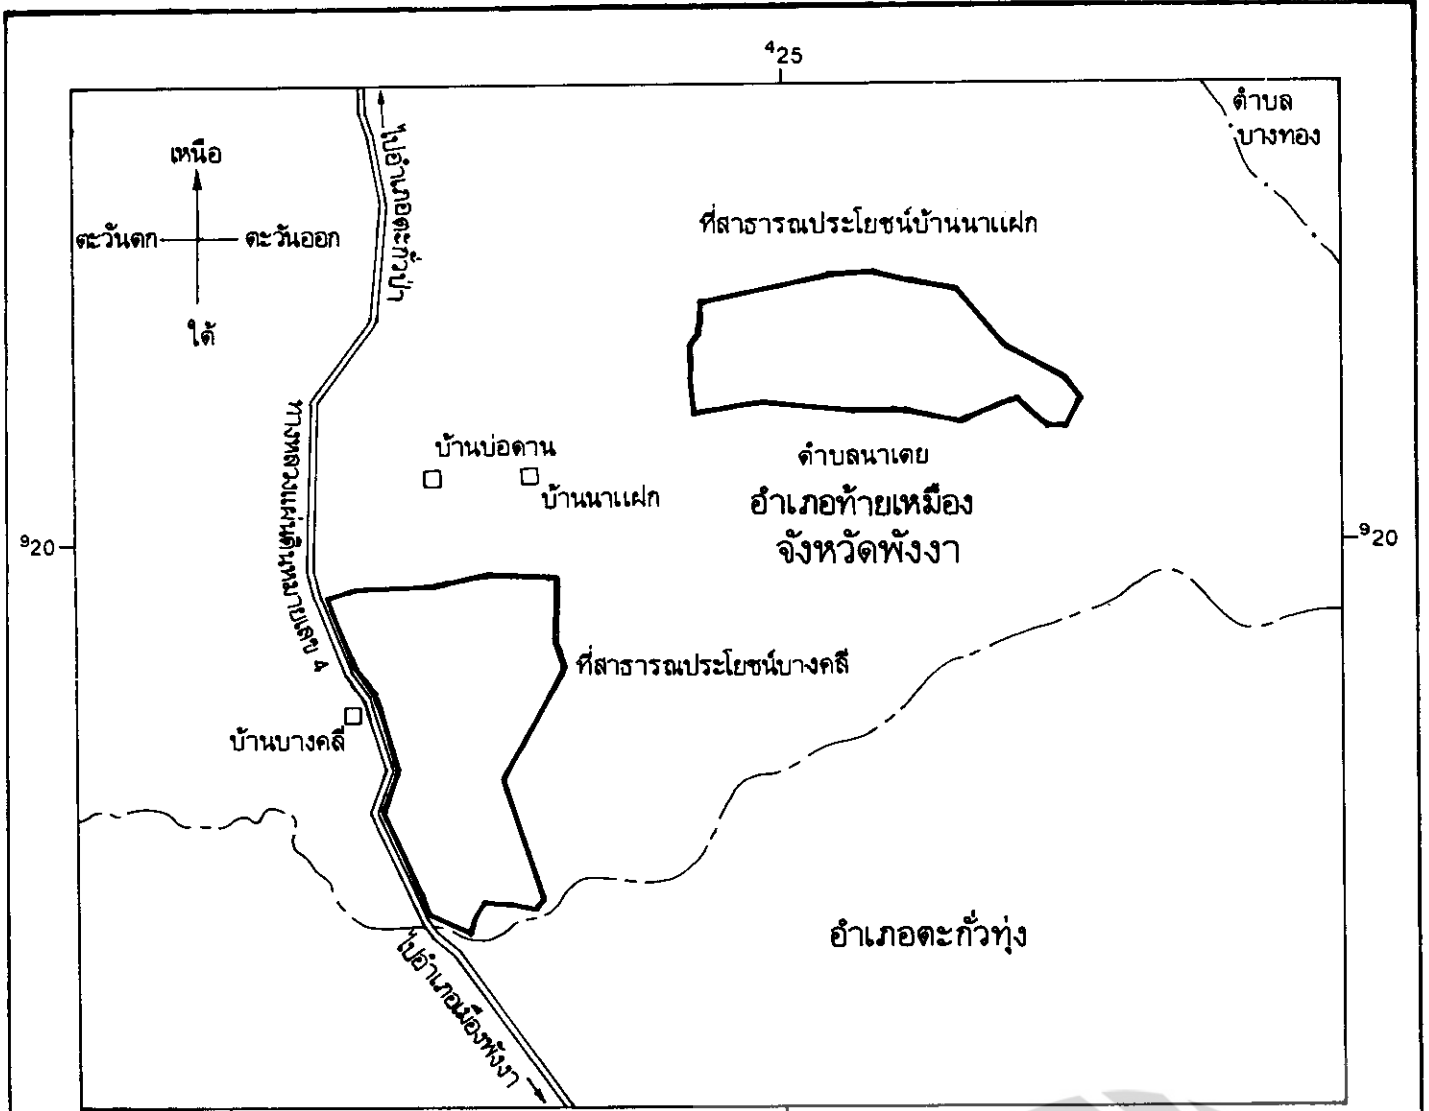 ⁴25
ตำบล
บางทอง
เหนือ
ตะวันตก
ตะวันออก
ใต้
ไปอำเภอตะกั่วป่า
ที่สาธารณประโยชน์บ้านนาแฝก
ทางหลวงแผ่นดินหมายเลข 4
บ้านบ่อดาน
บ้านนาแฝก
ตำบลนาเตย
อำเภอท้ายเหมือง
จังหวัดพังงา
⁹20
⁹20
ที่สาธารณประโยชน์บางคลี
บ้านบางคลี
อำเภอตะกั่วทุ่ง
ไปอำเภอเมืองพังงา